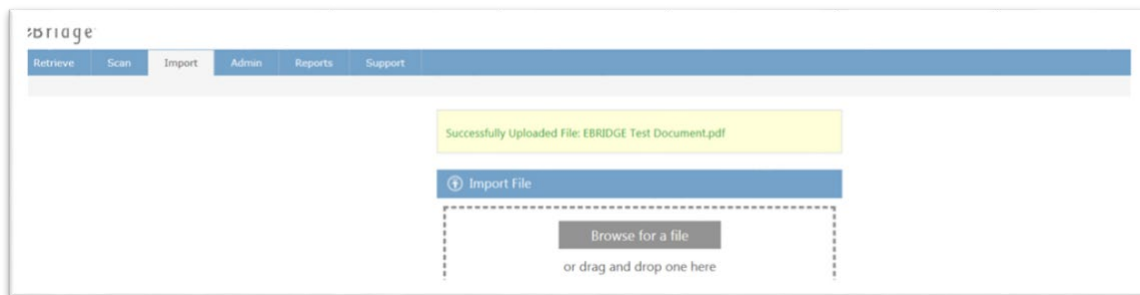 Retrieve Scan Import Admin Reports Support
Successfully Uploaded File: EBRIDGE Test Document.pdf
Import File
Browse for a file
or drag and drop one here